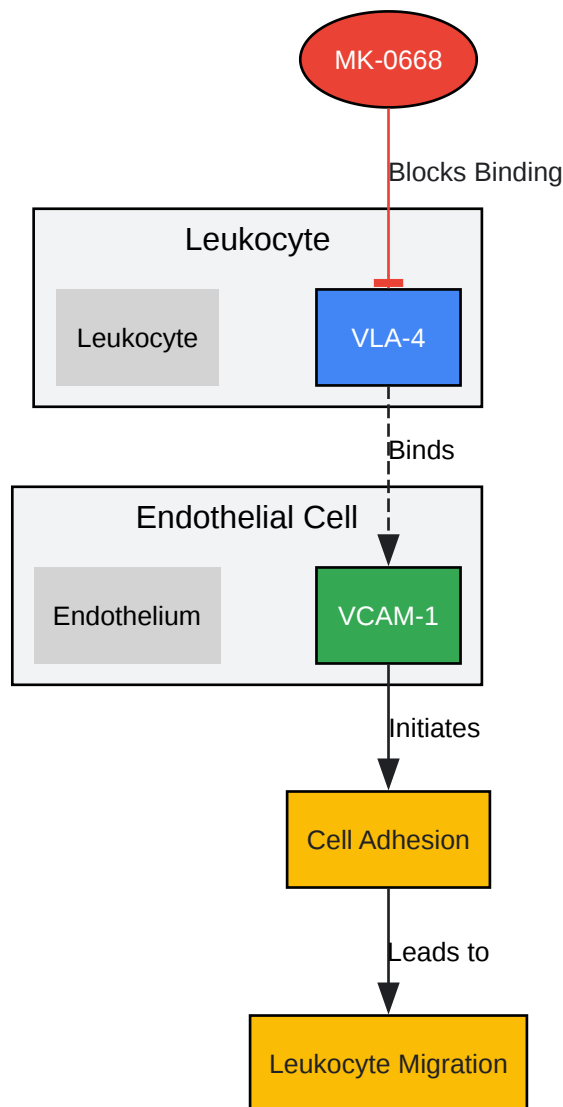 MK-0668
Blocks Binding
Leukocyte
Leukocyte
VLA-4
Binds
Endothelial Cell
Endothelium
VCAM-1
Initiates
Cell Adhesion
Leads to
Leukocyte Migration